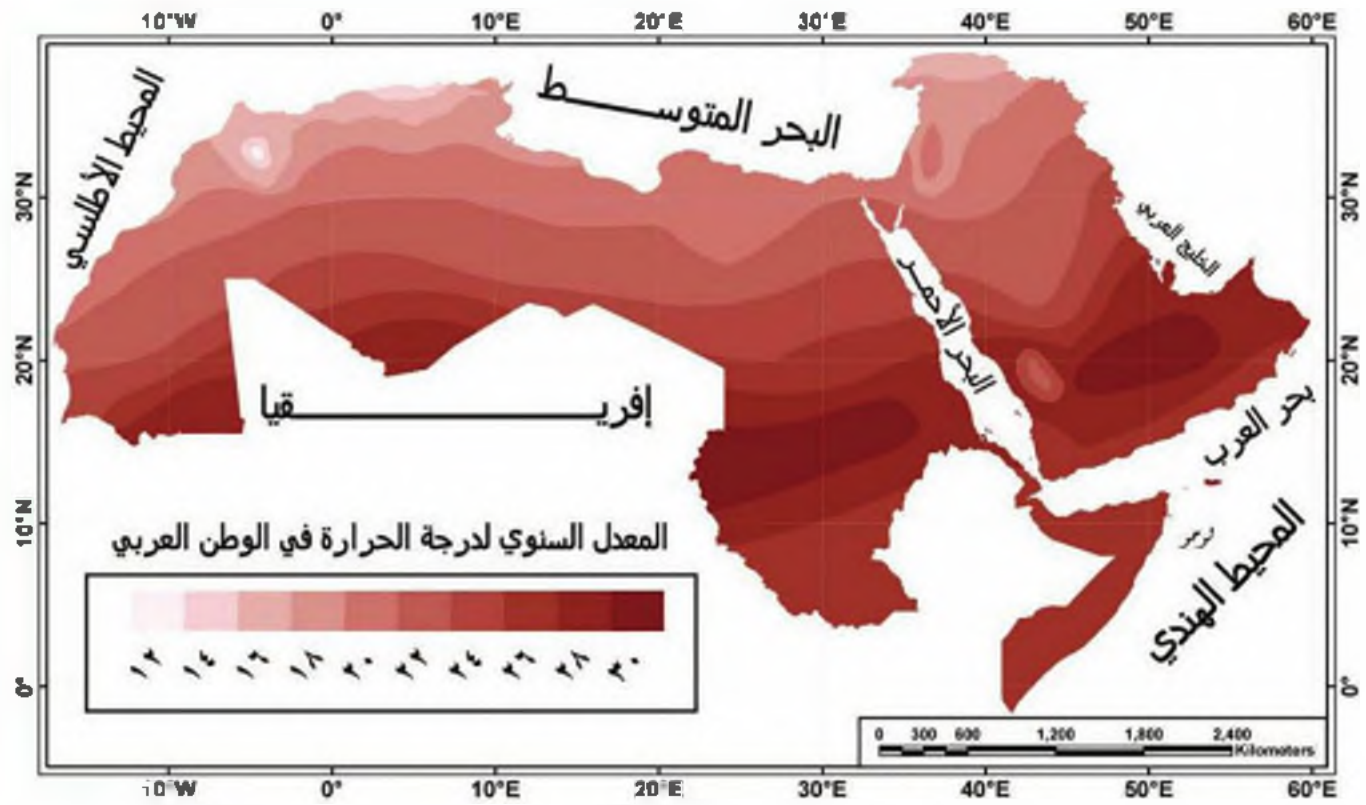 10°W 0° 10°E 20°E 30°E 40°E 50°E 60°E
المحيط الأطلسي
البحر المتوسط
30°N 30°N
الخليج العربي
البحر الأحمر
20°N 20°N
إفريقيا
بحر العرب
10°N 10°N
المحيط الهندي
المعدل السنوي لدرجة الحرارة في الوطن العربي
١٢ ١٤ ١٦ ١٨ ٢٠ ٢٢ ٢٤ ٢٦ ٢٨ ٣٠
0° 0°
0 300 600 1,200 1,800 2,400
Kilometers
10°W 0° 10°E 20°E 30°E 40°E 50°E 60°E